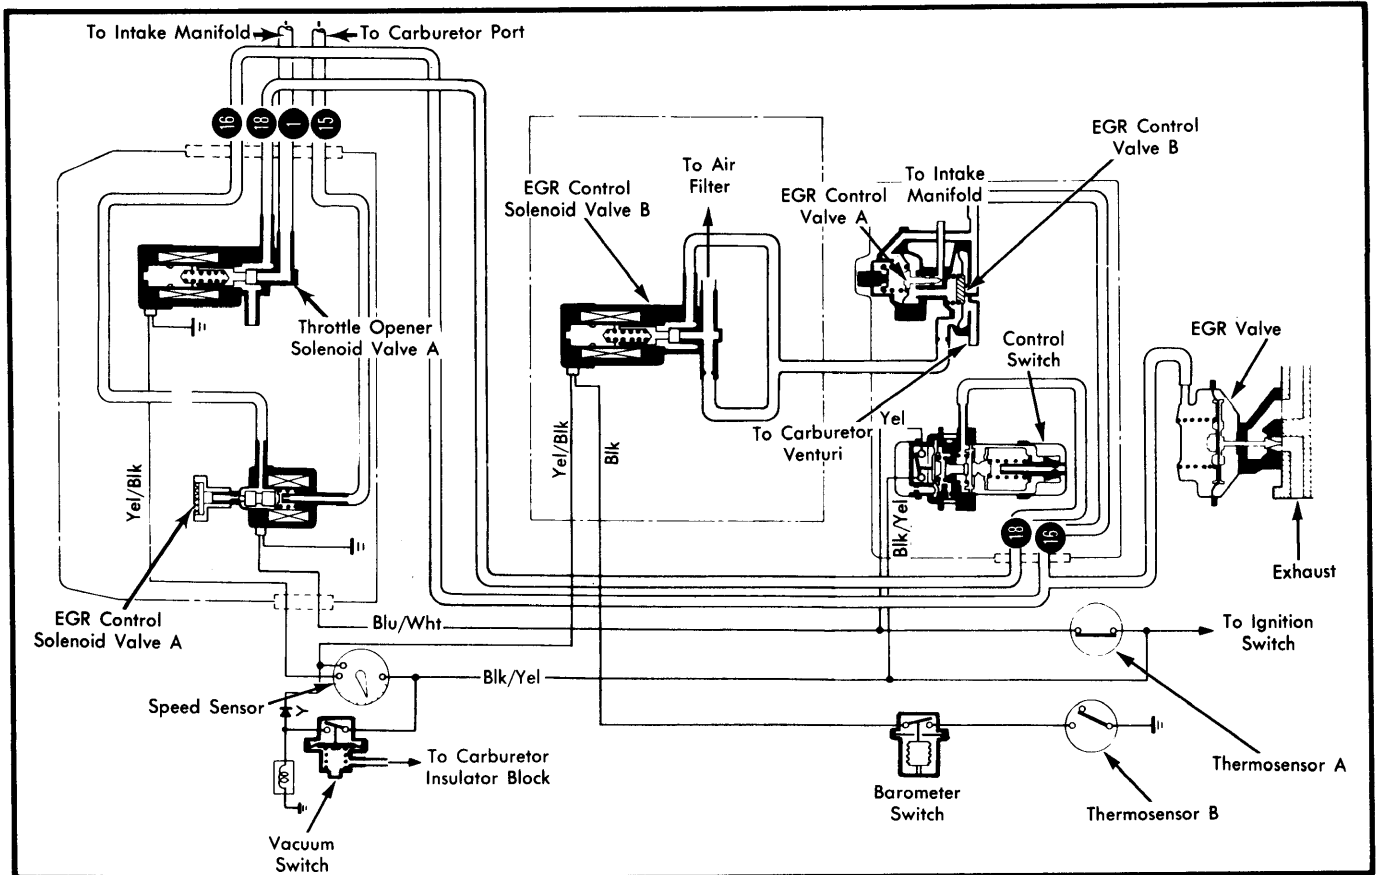 To Intake Manifold
To Carburetor Port
16
18
1
15
EGR Control
Valve B
To Air
Filter
To Intake
Manifold
EGR Control
Solenoid Valve B
EGR Control
Valve A
Throttle Opener
Solenoid Valve A
Control
Switch
EGR Valve
To Carburetor
Venturi
Yel
Yel/Blk
Yel/Blk
Blk
Blk/Yel
18
16
Exhaust
EGR Control
Solenoid Valve A
Blu/Wht
To Ignition
Switch
Blk/Yel
Speed Sensor
To Carburetor
Insulator Block
Thermosensor A
Barometer
Switch
Thermosensor B
Vacuum
Switch